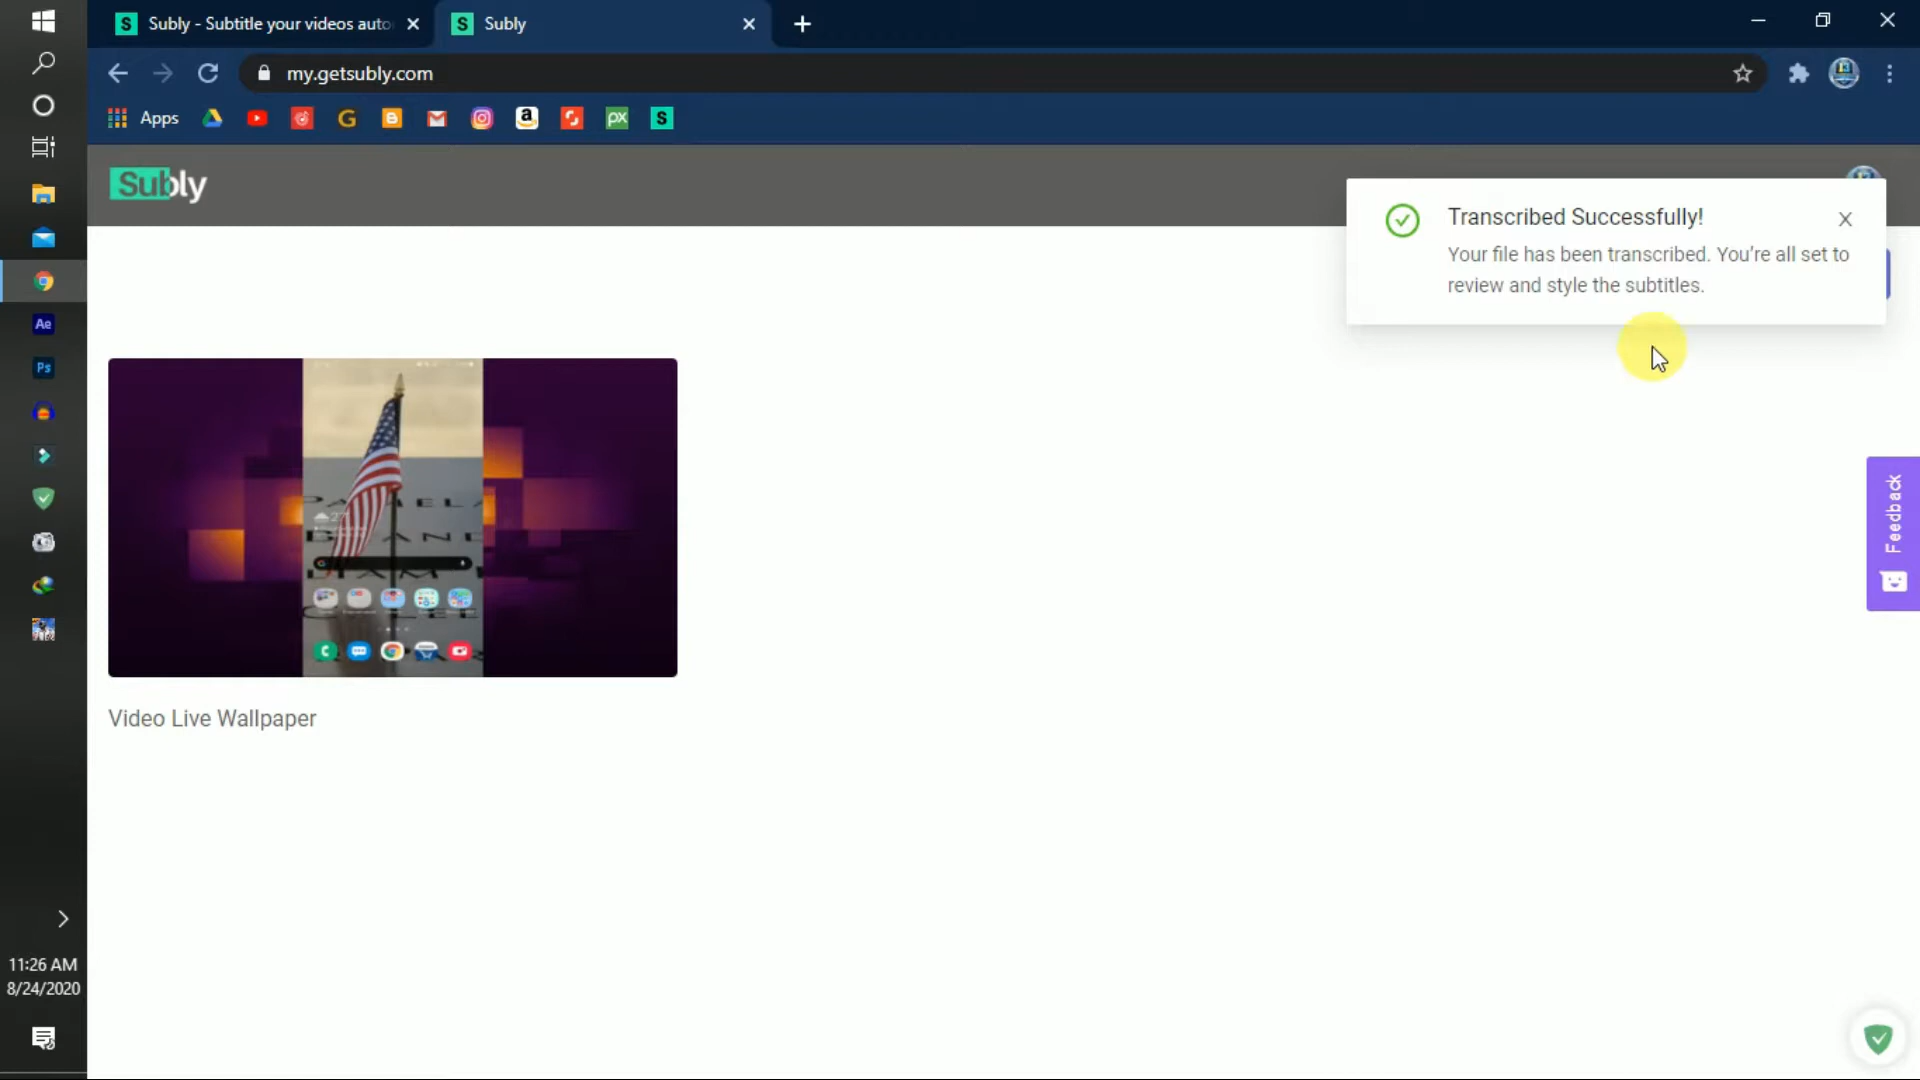 Subly - Subtitle your videos auto
Subly
my.getsubly.com
Apps
Subly
Transcribed Successfully!
Your file has been transcribed. You're all set to
review and style the subtitles.
Ae
Ps
Feedback
Video Live Wallpaper
11:26 AM
8/24/2020